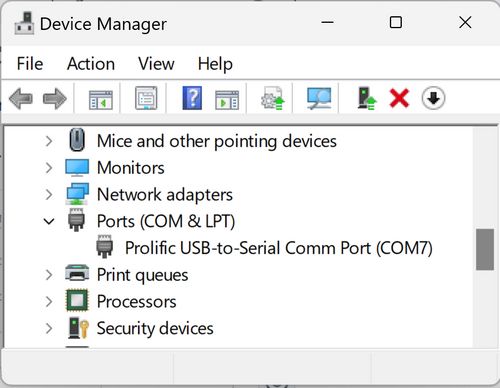 Device Manager
File Action View Help
Mice and other pointing devices
Monitors
Network adapters
Ports (COM & LPT)
Prolific USB-to-Serial Comm Port (COM7)
Print queues
Processors
Security devices